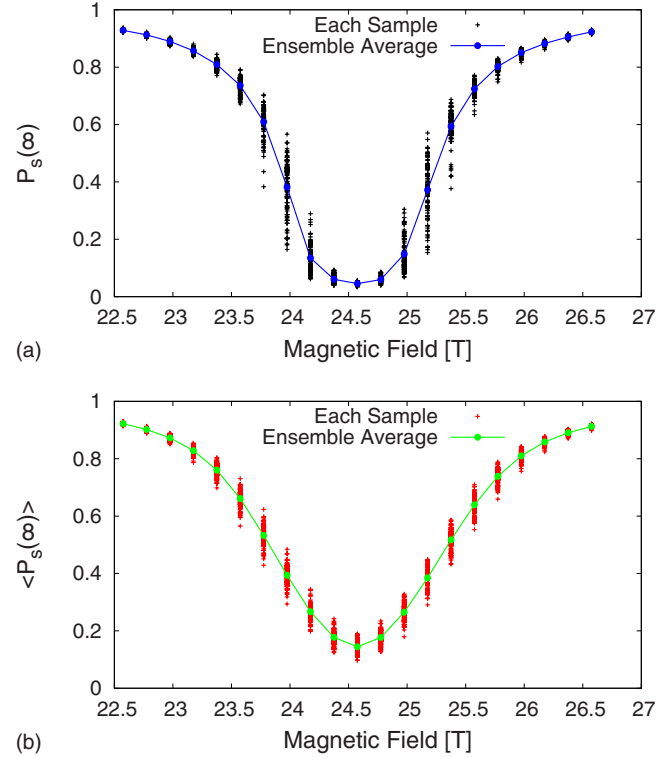 Each Sample
Ensemble Average
1
0.8
0.6
0.4
0.2
0
P_s(∞)
22.5 23 23.5 24 24.5 25 25.5 26 26.5 27
(a) Magnetic Field [T]
Each Sample
Ensemble Average
1
0.8
0.6
0.4
0.2
0
<P_s(∞)>
22.5 23 23.5 24 24.5 25 25.5 26 26.5 27
(b) Magnetic Field [T]